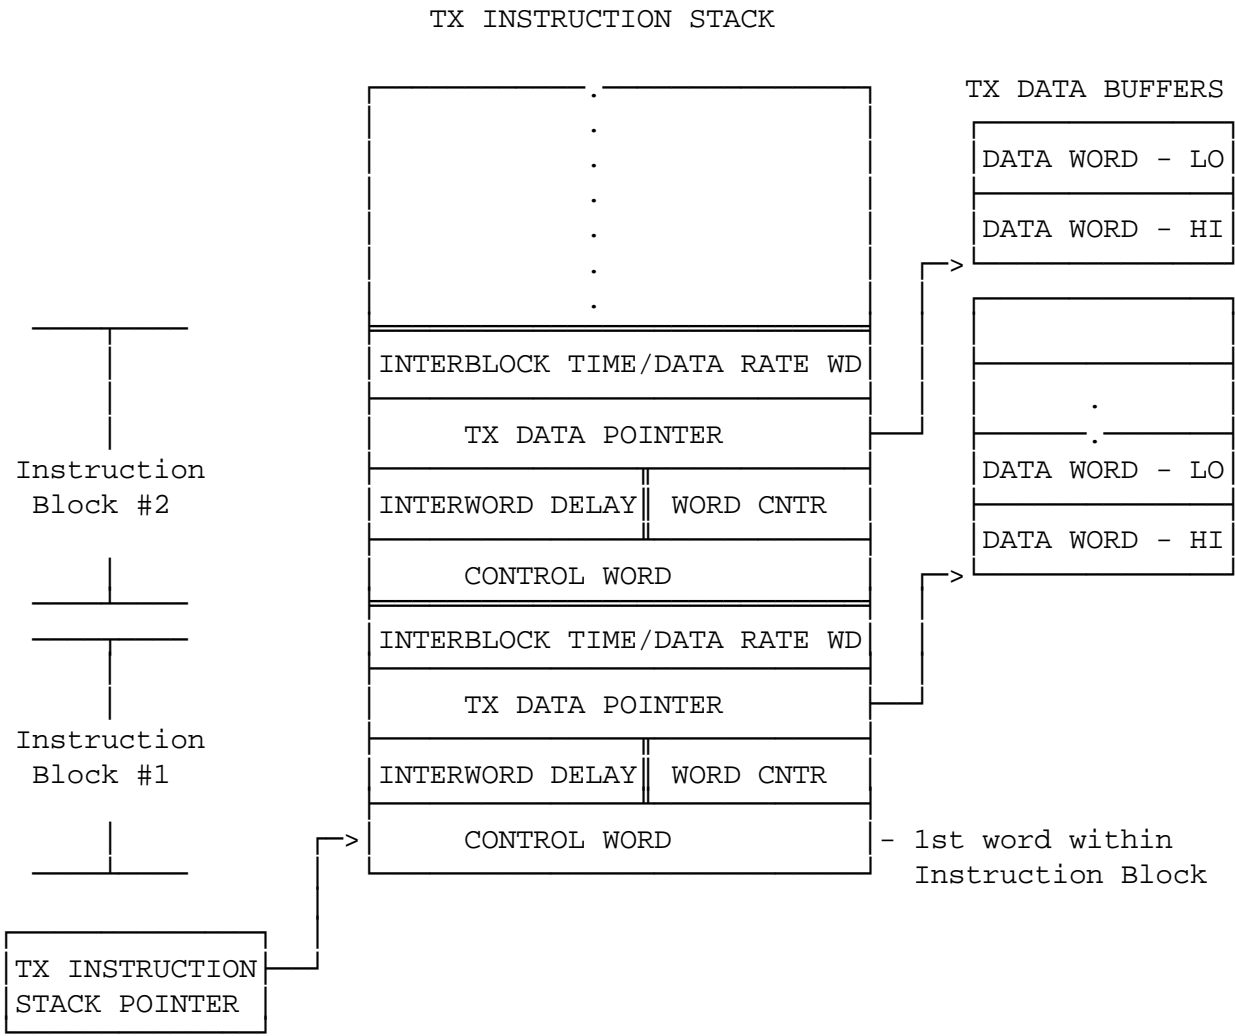 TX INSTRUCTION STACK
TX DATA BUFFERS
DATA WORD - LO
DATA WORD - HI
INTERBLOCK TIME/DATA RATE WD
TX DATA POINTER
Instruction
Block #2
INTERWORD DELAY WORD CNTR
DATA WORD - LO
DATA WORD - HI
CONTROL WORD
INTERBLOCK TIME/DATA RATE WD
TX DATA POINTER
Instruction
Block #1
INTERWORD DELAY WORD CNTR
CONTROL WORD
- 1st word within
Instruction Block
TX INSTRUCTION
STACK POINTER